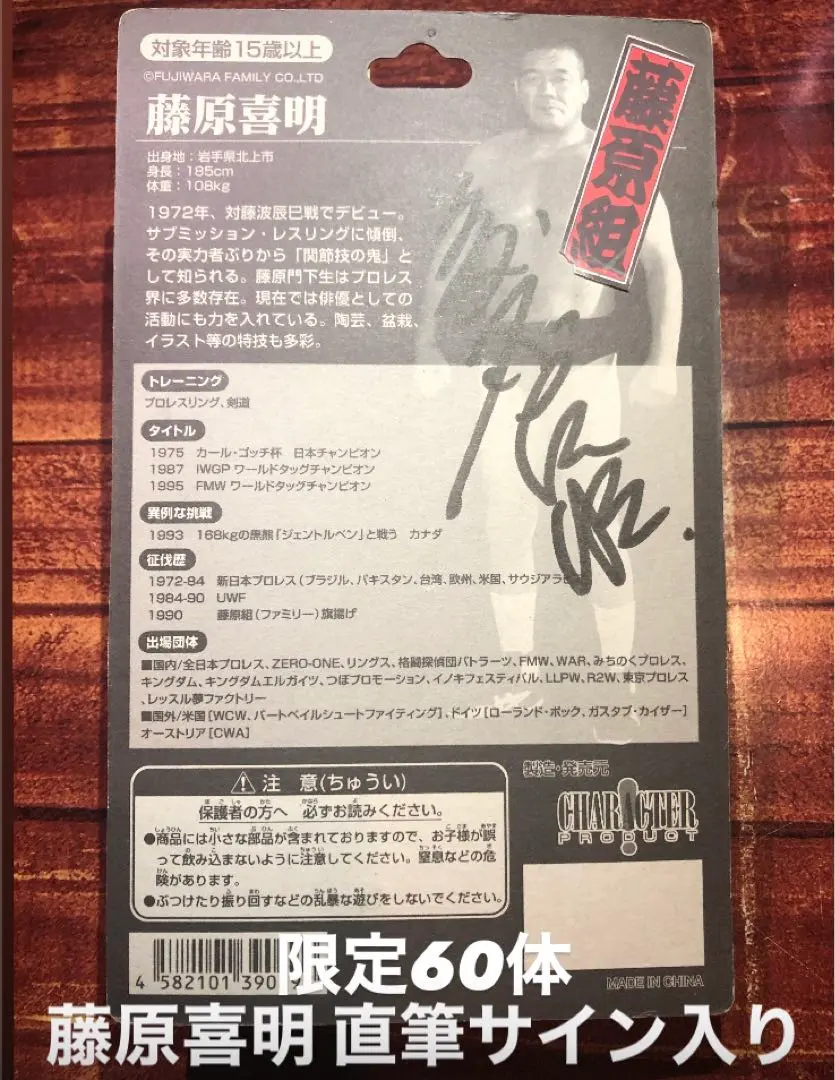 対象年齢15歳以上
©FUJIWARA FAMILY CO.,LTD
藤原喜明
藤原組
出身地：岩手県北上市
身長：185cm
体重：108kg
1972年、対藤波辰巳戦でデビュー。
サブミッション・レスリングに傾倒、
その実力者ぶりから「関節技の鬼」と
して知られる。藤原門下生はプロレス
界に多数存在。現在では俳優としての
活動にも力を入れている。陶芸、盆栽、
イラスト等の特技も多彩。
トレーニング
プロレスリング、剣道
タイトル
1975 カール・ゴッチ杯 日本チャンピオン
1987 IWGP ワールドタッグチャンピオン
1995 FMW ワールドタッグチャンピオン
異例な挑戦
1993 168kgの黒熊「ジェントルベン」と戦う カナダ
征伐歴
1972-84 新日本プロレス（ブラジル、パキスタン、台湾、欧州、米国、サウジアラ
1984-90 UWF
1990 藤原組（ファミリー）旗揚げ
出場団体
■国内/全日本プロレス、ZERO-ONE、リングス、格闘探偵団バトラーツ、FMW、WAR、みちのくプロレス、
キングダム、キングダムエルガイツ、つぼプロモーション、イノキフェスティバル、LLPW、R2W、東京プロレス
、レッスル夢ファクトリー
■国外/米国［WCW、バートベイルシュートファイティング］、ドイツ［ローランド・ボック、ガスタブ・カイザー］
オーストリア［CWA］
⚠注 意(ちゅうい)
保護者の方へ 必ずお読みください。
●商品には小さな部品が含まれておりますので、お子様が誤
って飲み込まないように注意してください。窒息などの危
険があります。
●ぶつけたり振り回すなどの乱暴な遊びをしないでください。
製造・発売元
CHARACTER
PRODUCT
4 582101 390
MADE IN CHINA
限定60体
藤原喜明 直筆サイン入り